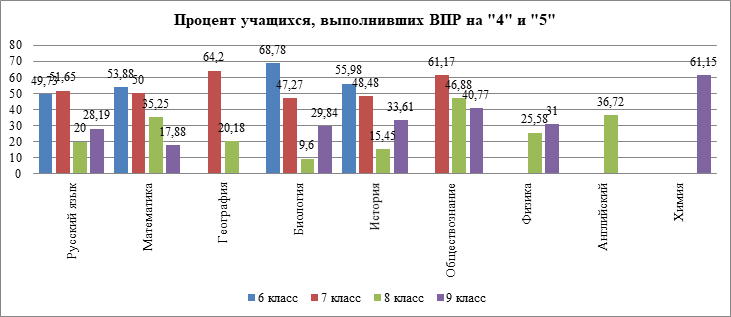 Процент учащихся, выполнивших ВПР на "4" и "5"
80
70
60
50
40
30
20
10
0
49,73 51,65 20 28,19
53,88 50 35,25 17,88
64,2 20,18
68,78 47,27 9,6 29,84
55,98 48,48 15,45 33,61
61,17 46,88 40,77
25,58 31
36,72
61,15
Русский язык
Математика
География
Биология
История
Обществознание
Физика
Английский
Химия
6 класс 7 класс 8 класс 9 класс